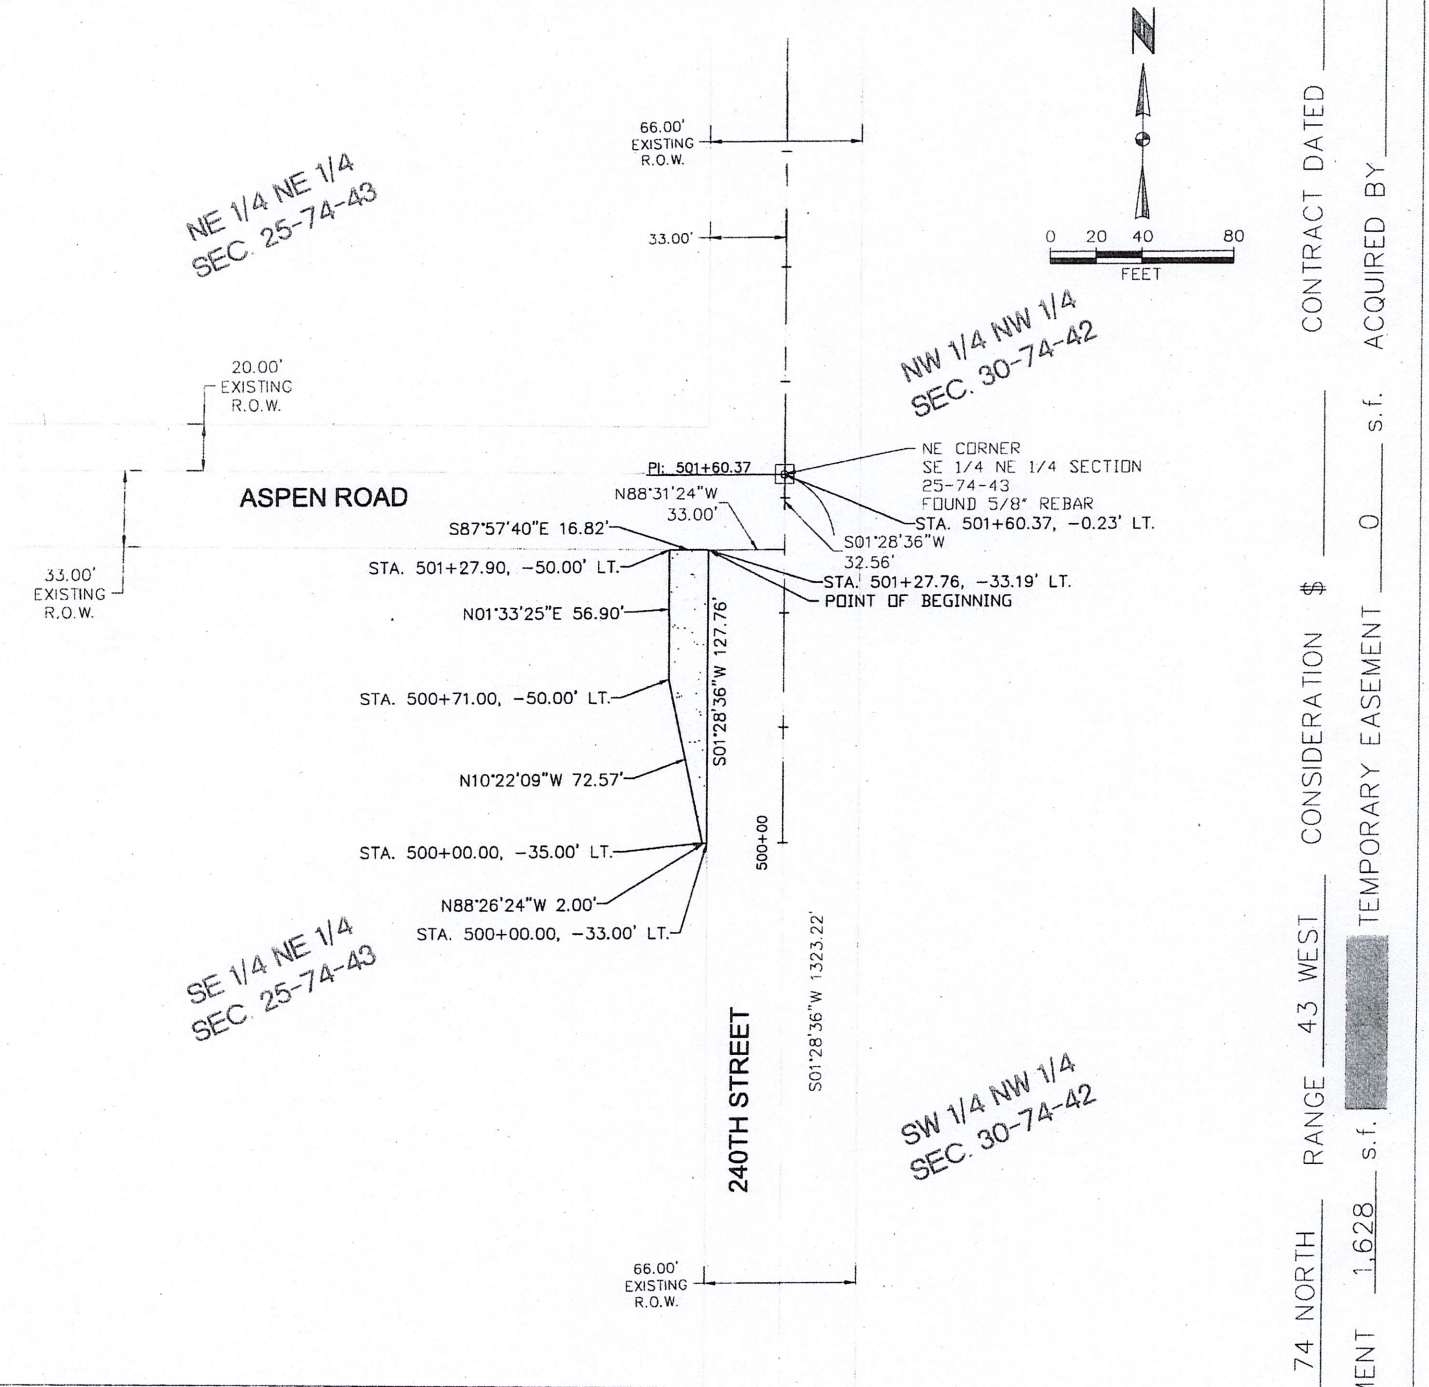 N
66.00'
EXISTING
R.O.W.
NE 1/4 NE 1/4
SEC. 25-74-43
33.00'
0 20 40 80
FEET
NW 1/4 NW 1/4
SEC. 30-74-42
20.00'
EXISTING
R.O.W.
PI: 501+60.37
NE CORNER
SE 1/4 NE 1/4 SECTION
25-74-43
FOUND 5/8" REBAR
STA. 501+60.37, -0.23' LT.
ASPEN ROAD
N88°31'24"W
33.00'
S01°28'36"W
32.56'
S87°57'40"E 16.82'
STA. 501+27.90, -50.00' LT.
STA. 501+27.76, -33.19' LT.
POINT OF BEGINNING
33.00'
EXISTING
R.O.W.
N01°33'25"E 56.90'
S01°28'36"W 127.76'
STA. 500+71.00, -50.00' LT.
N10°22'09"W 72.57'
500+00
STA. 500+00.00, -35.00' LT.
N88°26'24"W 2.00'
STA. 500+00.00, -33.00' LT.
SE 1/4 NE 1/4
SEC. 25-74-43
S01°28'36"W 1323.22'
240TH STREET
SW 1/4 NW 1/4
SEC. 30-74-42
66.00'
EXISTING
R.O.W.
74 NORTH RANGE 43 WEST CONSIDERATION $ CONTRACT DATED
MENT 1,628 s.f. TEMPORARY EASEMENT 0 s.f. ACQUIRED BY